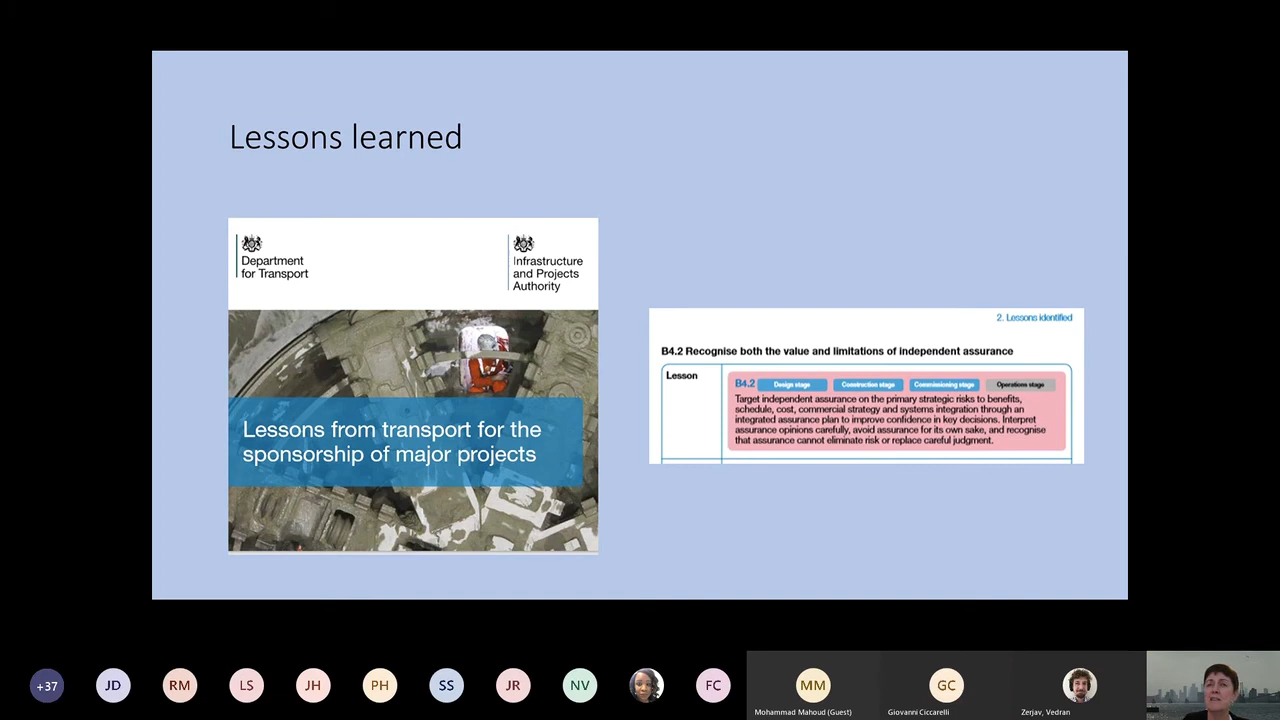 Lessons learned
Department
for Transport
Infrastructure
and Projects
Authority
Lessons from transport for the
sponsorship of major projects
2. Lessons identified
B4.2 Recognise both the value and limitations of independent assurance
Lesson
B4.2 Design stage Construction stage Commissioning stage Operations stage
Target independent assurance on the primary strategic risks to benefits,
schedule, cost, commercial strategy and systems integration through an
integrated assurance plan to improve confidence in key decisions. Interpret
assurance opinions carefully, avoid assurance for its own sake, and recognise
that assurance cannot eliminate risk or replace careful judgment.
+37
JD
RM
LS
JH
PH
SS
JR
NV
FC
MM
GC
Mohammad Mahoud (Guest)
Giovanni Ciccarelli
Zerjav, Vedran